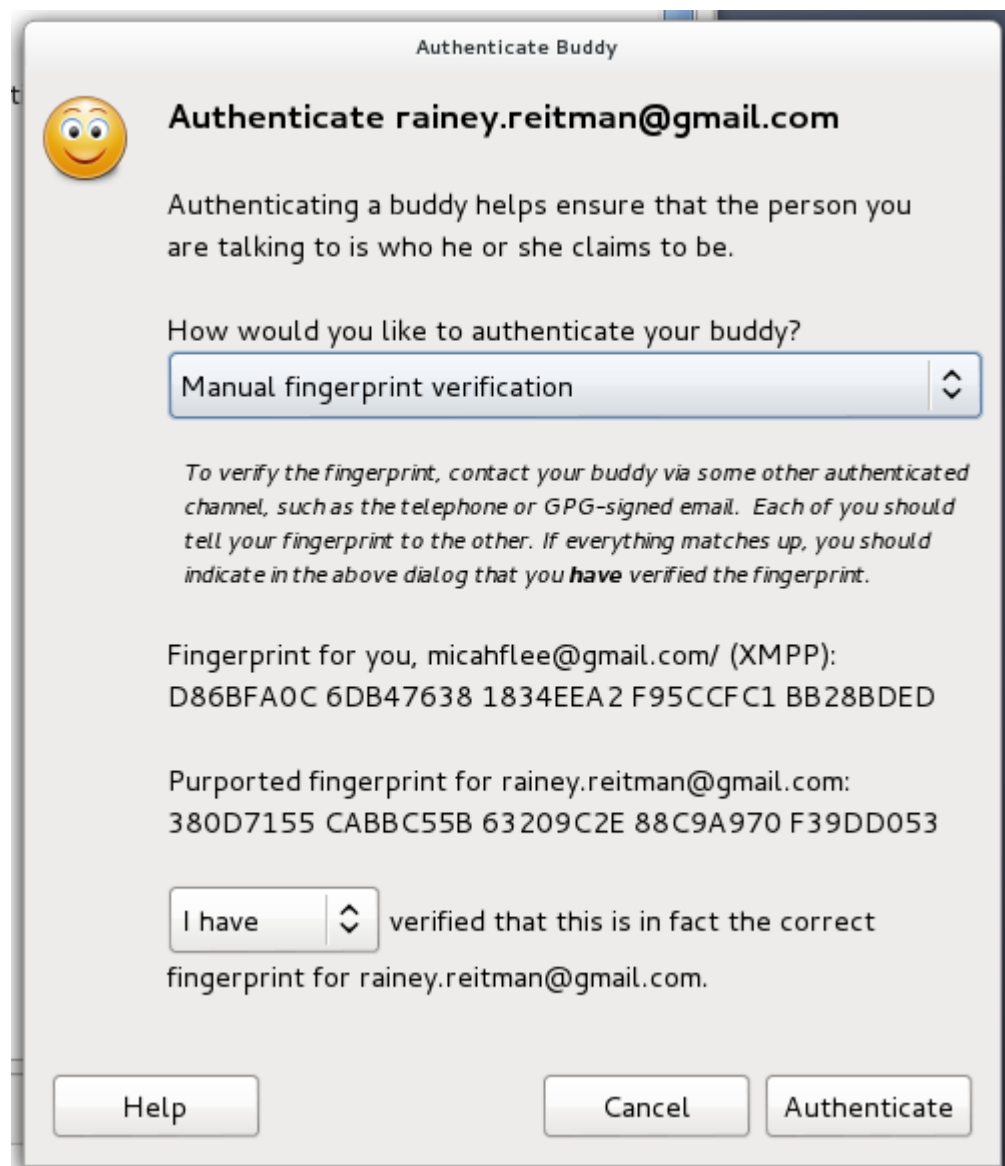 Authenticate Buddy
t
Authenticate rainey.reitman@gmail.com
Authenticating a buddy helps ensure that the person you
are talking to is who he or she claims to be.
How would you like to authenticate your buddy?
Manual fingerprint verification
To verify the fingerprint, contact your buddy via some other authenticated
channel, such as the telephone or GPG-signed email. Each of you should
tell your fingerprint to the other. If everything matches up, you should
indicate in the above dialog that you have verified the fingerprint.
Fingerprint for you, micahflee@gmail.com/ (XMPP):
D86BFA0C 6DB47638 1834EEA2 F95CCFC1 BB28BDED
Purported fingerprint for rainey.reitman@gmail.com:
380D7155 CABBC55B 63209C2E 88C9A970 F39DD053
I have verified that this is in fact the correct
fingerprint for rainey.reitman@gmail.com.
Help Cancel Authenticate